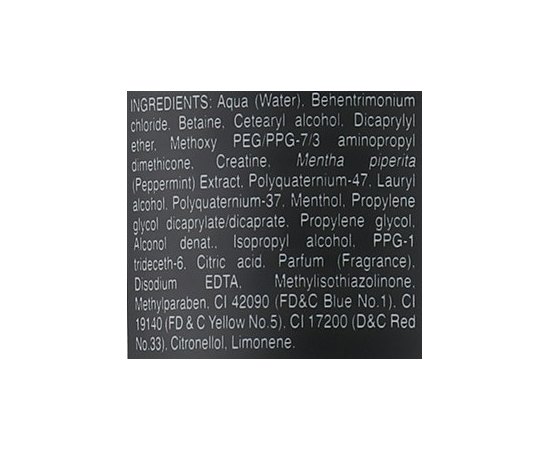 INGREDIENTS: Aqua (Water), Behentrimonium
chloride, Betaine, Cetearyl alcohol, Dicaprylyl
ether, Methoxy PEG/PPG-7/3 aminopropyl
dimethicone, Creatine, Mentha piperita
(Peppermint) Extract, Polyquaternium-47, Lauryl
alcohol, Polyquaternium-37, Menthol, Propylene
glycol dicaprylate/dicaprate, Propylene glycol,
Alconol denat., Isopropyl alcohol, PPG-1
trideceth-6, Citric acid, Parfum (Fragrance),
Disodium EDTA, Methylisothiazolinone,
Methylparaben. CI 42090 (FD&C Blue No.1), CI
19140 (FD & C Yellow No.5), CI 17200 (D&C Red
No.33), Citronellol, Limonene.